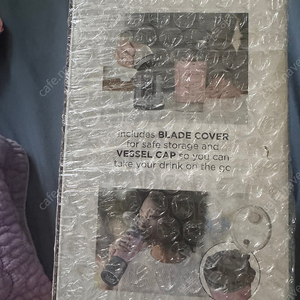 includes BLADE COVER
for safe storage and
VESSEL CAP so you can
take your drink on the go